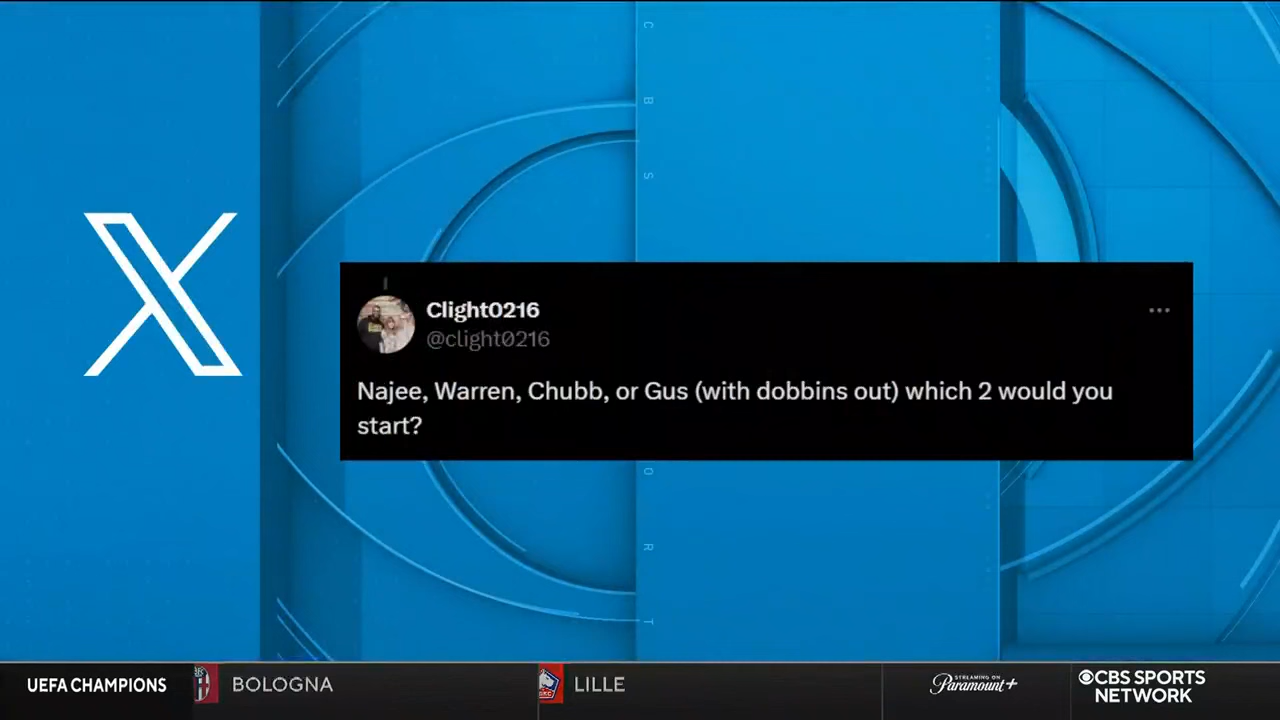 C
B
S
X
Clight0216
@clight0216
Najee, Warren, Chubb, or Gus (with dobbins out) which 2 would you
start?
O
R
T
UEFA CHAMPIONS
BOLOGNA
LILLE
STREAMING ON
Paramount+
CBS SPORTS
NETWORK